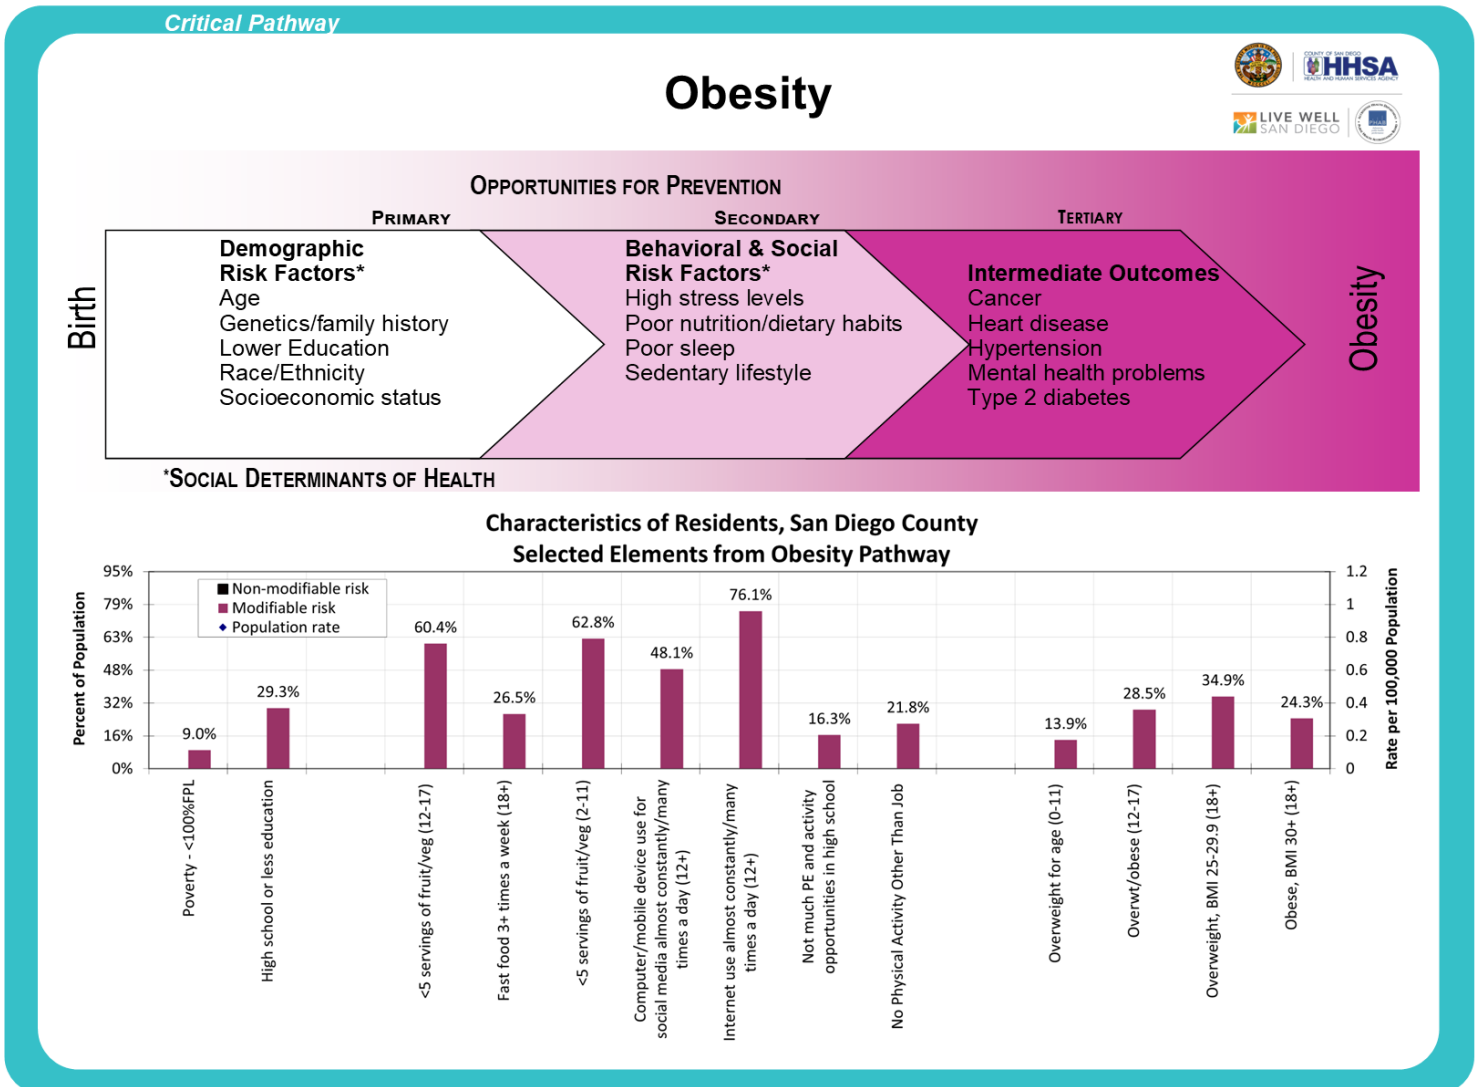 Critical Pathway
Obesity
COUNTY OF SAN DIEGO
HHSA
HEALTH AND HUMAN SERVICES AGENCY
LIVE WELL
SAN DIEGO
OPPORTUNITIES FOR PREVENTION
PRIMARY
SECONDARY
TERTIARY
Birth
Demographic
Risk Factors*
Age
Genetics/family history
Lower Education
Race/Ethnicity
Socioeconomic status
Behavioral & Social
Risk Factors*
High stress levels
Poor nutrition/dietary habits
Poor sleep
Sedentary lifestyle
Intermediate Outcomes
Cancer
Heart disease
Hypertension
Mental health problems
Type 2 diabetes
Obesity
*SOCIAL DETERMINANTS OF HEALTH
Characteristics of Residents, San Diego County
Selected Elements from Obesity Pathway
Percent of Population
95%
79%
63%
48%
32%
16%
0%
Non-modifiable risk
Modifiable risk
Population rate
9.0%
29.3%
60.4%
26.5%
62.8%
48.1%
76.1%
16.3%
21.8%
13.9%
28.5%
34.9%
24.3%
1.2
1
0.8
0.6
0.4
0.2
0
Rate per 100,000 Population
Poverty - <100%FPL
High school or less education
<5 servings of fruit/veg (12-17)
Fast food 3+ times a week (18+)
<5 servings of fruit/veg (2-11)
Computer/mobile device use for
social media almost constantly/many
times a day (12+)
Internet use almost constantly/many
times a day (12+)
Not much PE and activity
opportunities in high school
No Physical Activity Other Than Job
Overweight for age (0-11)
Overwt/obese (12-17)
Overweight, BMI 25-29.9 (18+)
Obese, BMI 30+ (18+)